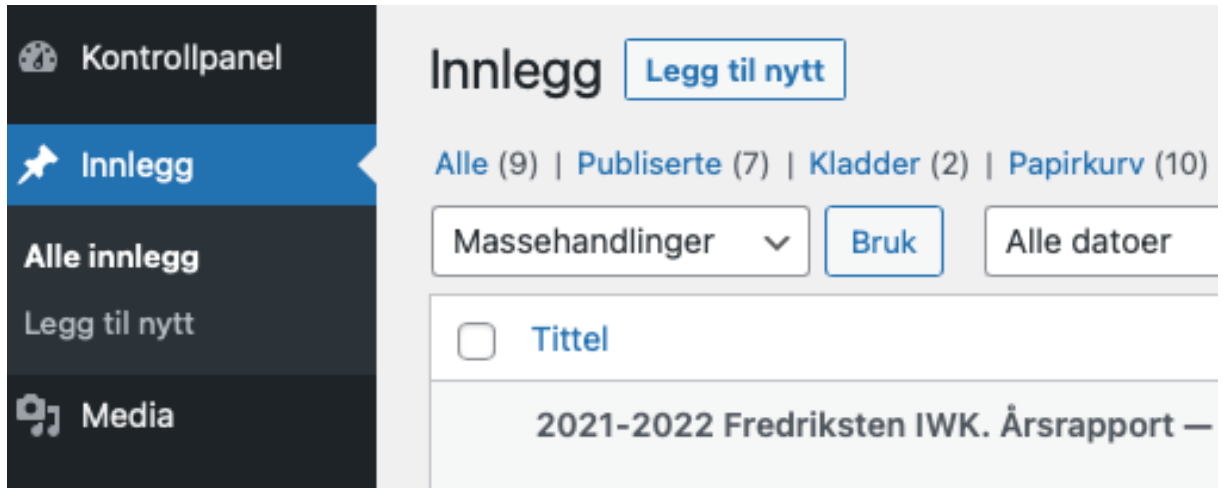 Kontrollpanel
Innlegg
Alle innlegg
Legg til nytt
Media
Innlegg Legg til nytt
Alle (9) | Publiserte (7) | Kladder (2) | Papirkurv (10)
Massehandlinger Bruk Alle datoer
Tittel
2021-2022 Fredriksten IWK. Årsrapport —